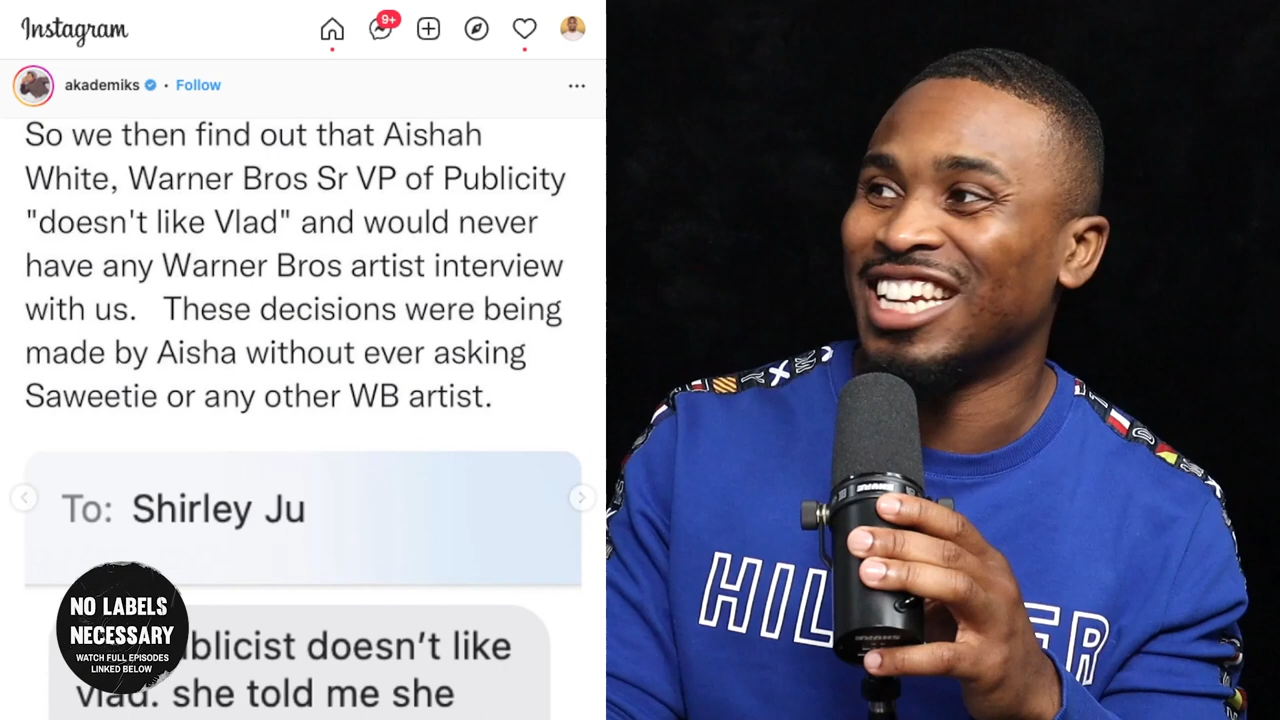 Instagram
9+
akademiks • Follow
So we then find out that Aishah
White, Warner Bros Sr VP of Publicity
"doesn't like Vlad" and would never
have any Warner Bros artist interview
with us. These decisions were being
made by Aisha without ever asking
Saweetie or any other WB artist.
To: Shirley Ju
doesn't like
vlad. she told me she
NO LABELS
NECESSARY
WATCH FULL EPISODES
LINKED BELOW
SHURE